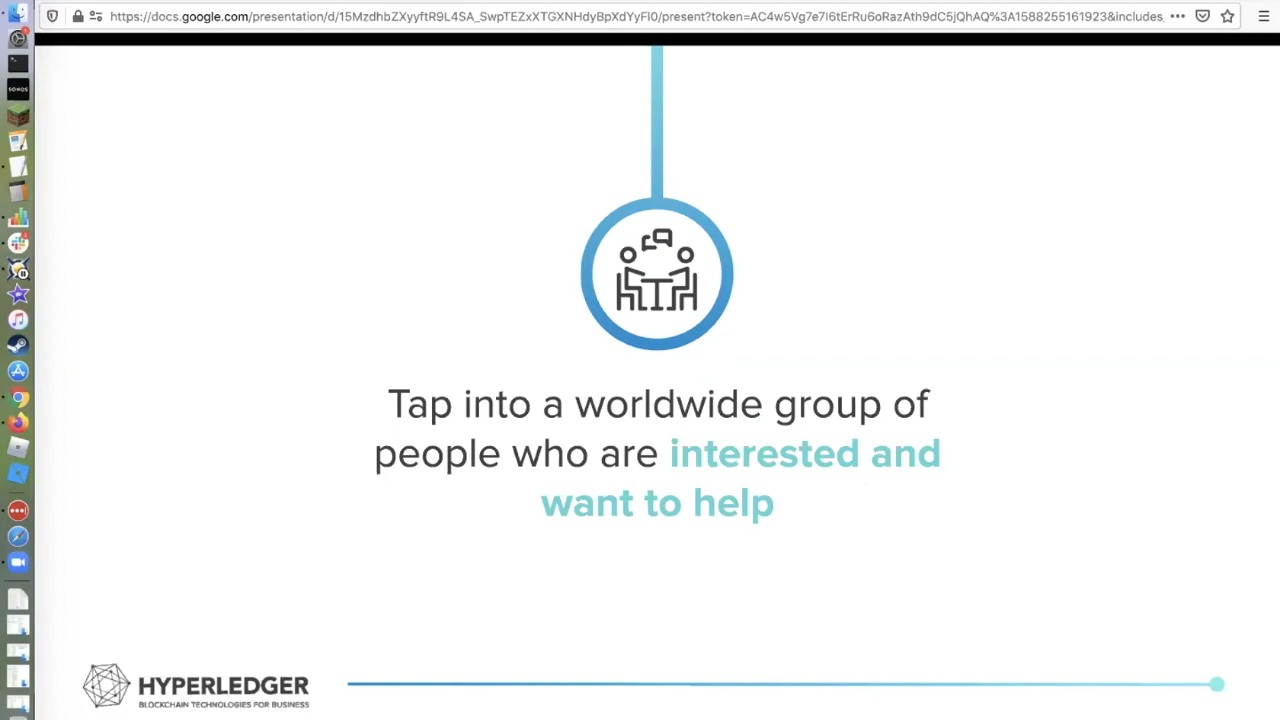 https://docs.google.com/presentation/d/15MzdhbZXyyftR9L4SA_SwpTEZxXTGXNHdyBpXdYyFl0/present?token=AC4w5Vg7e7I6tErRu6oRazAth9dC5jQhAQ%3A1588255161923&includes_
SONOS
Tap into a worldwide group of
people who are interested and
want to help
HYPERLEDGER
BLOCKCHAIN TECHNOLOGIES FOR BUSINESS